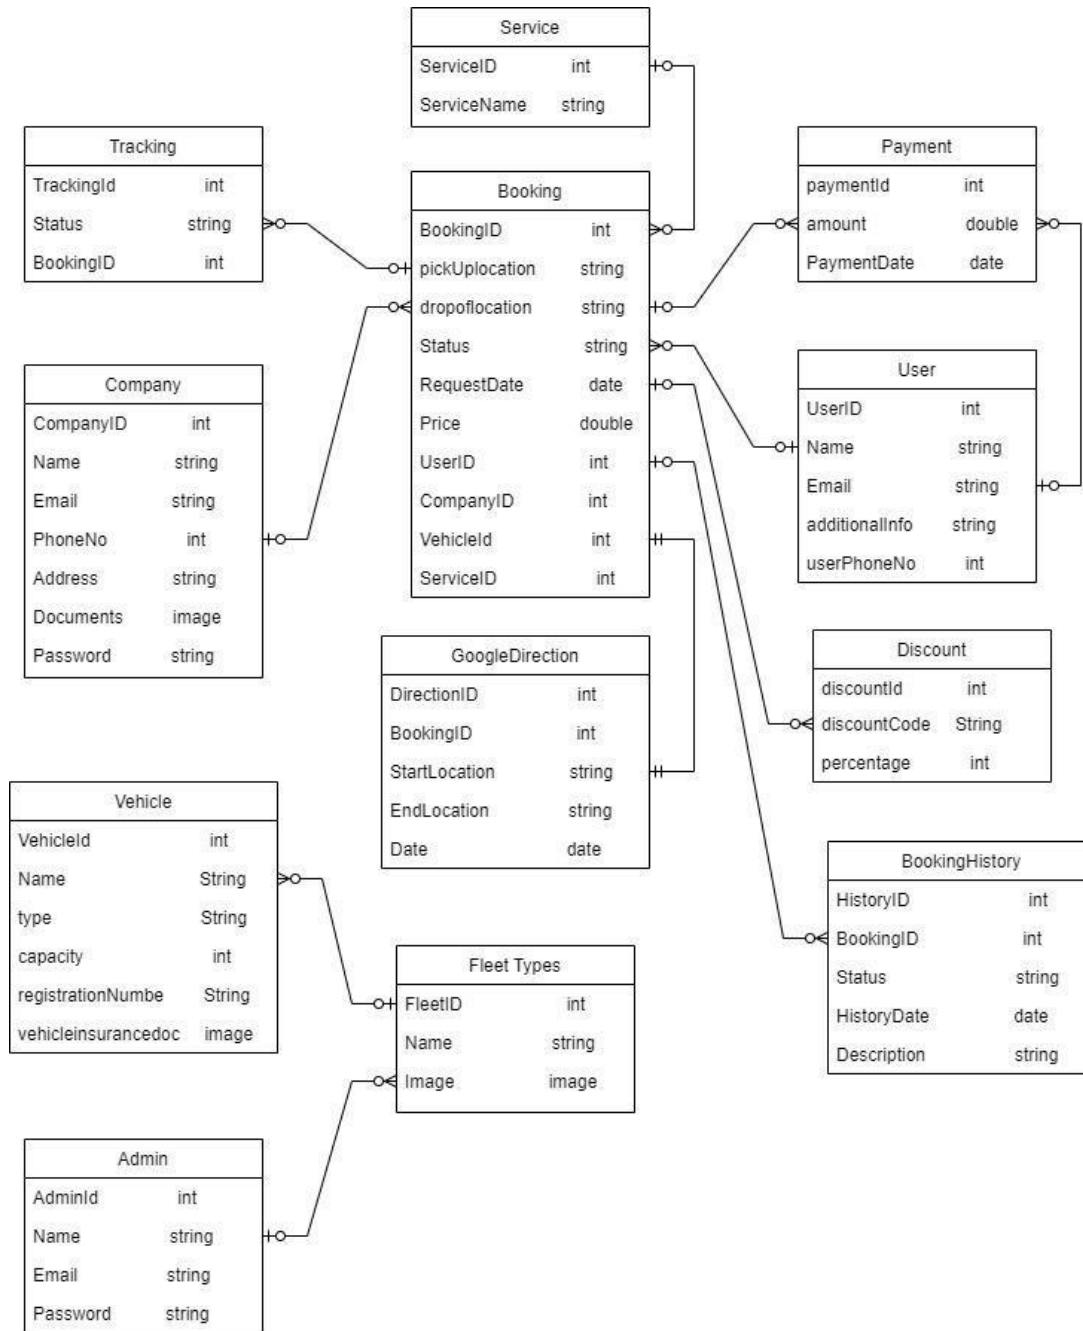 Service
ServiceID int
ServiceName string
Tracking
TrackingId int
Status string
BookingID int
Booking
BookingID int
pickUplocation string
dropoflocation string
Status string
RequestDate date
Price double
UserID int
CompanyID int
VehicleId int
ServiceID int
Payment
paymentId int
amount double
PaymentDate date
Company
CompanyID int
Name string
Email string
PhoneNo int
Address string
Documents image
Password string
User
UserID int
Name string
Email string
additionalInfo string
userPhoneNo int
GoogleDirection
DirectionID int
BookingID int
StartLocation string
EndLocation string
Date date
Discount
discountId int
discountCode String
percentage int
Vehicle
VehicleId int
Name String
type String
capacity int
registrationNumbe String
vehicleinsurancedoc image
BookingHistory
HistoryID int
BookingID int
Status string
HistoryDate date
Description string
Fleet Types
FleetID int
Name string
Image image
Admin
AdminId int
Name string
Email string
Password string